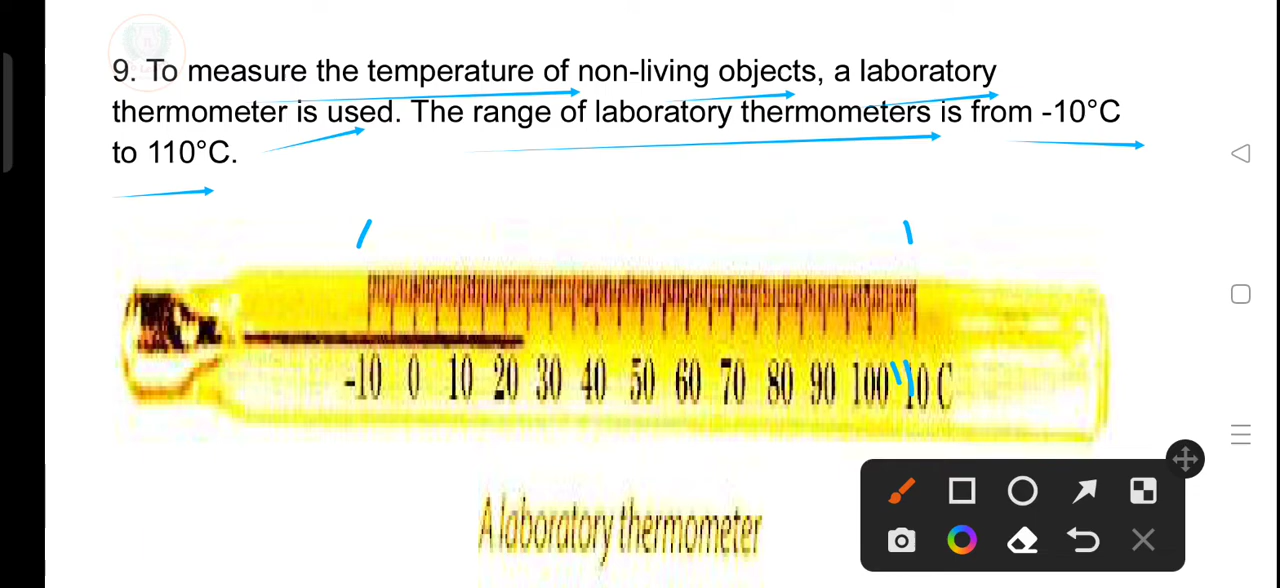 9. To measure the temperature of non-living objects, a laboratory
thermometer is used. The range of laboratory thermometers is from -10°C
to 110°C.
-10 0 10 20 30 40 50 60 70 80 90 100 110 C
A laboratory thermometer